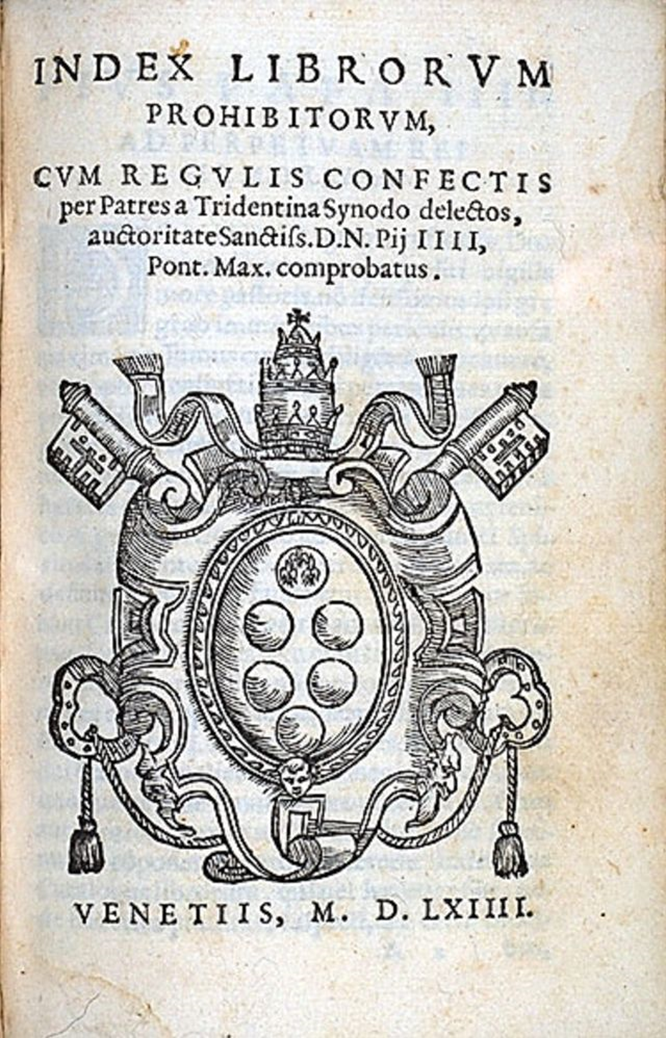 INDEX LIBRORVM
PROHIBITORVM,
CVM REGVLIS CONFECTIS
per Patres a Tridentina Synodo delectos,
auctoritate Sanctiſs. D. N. Pij IIII,
Pont. Max. comprobatus.
VENETIIS, M. D. LXIIII.